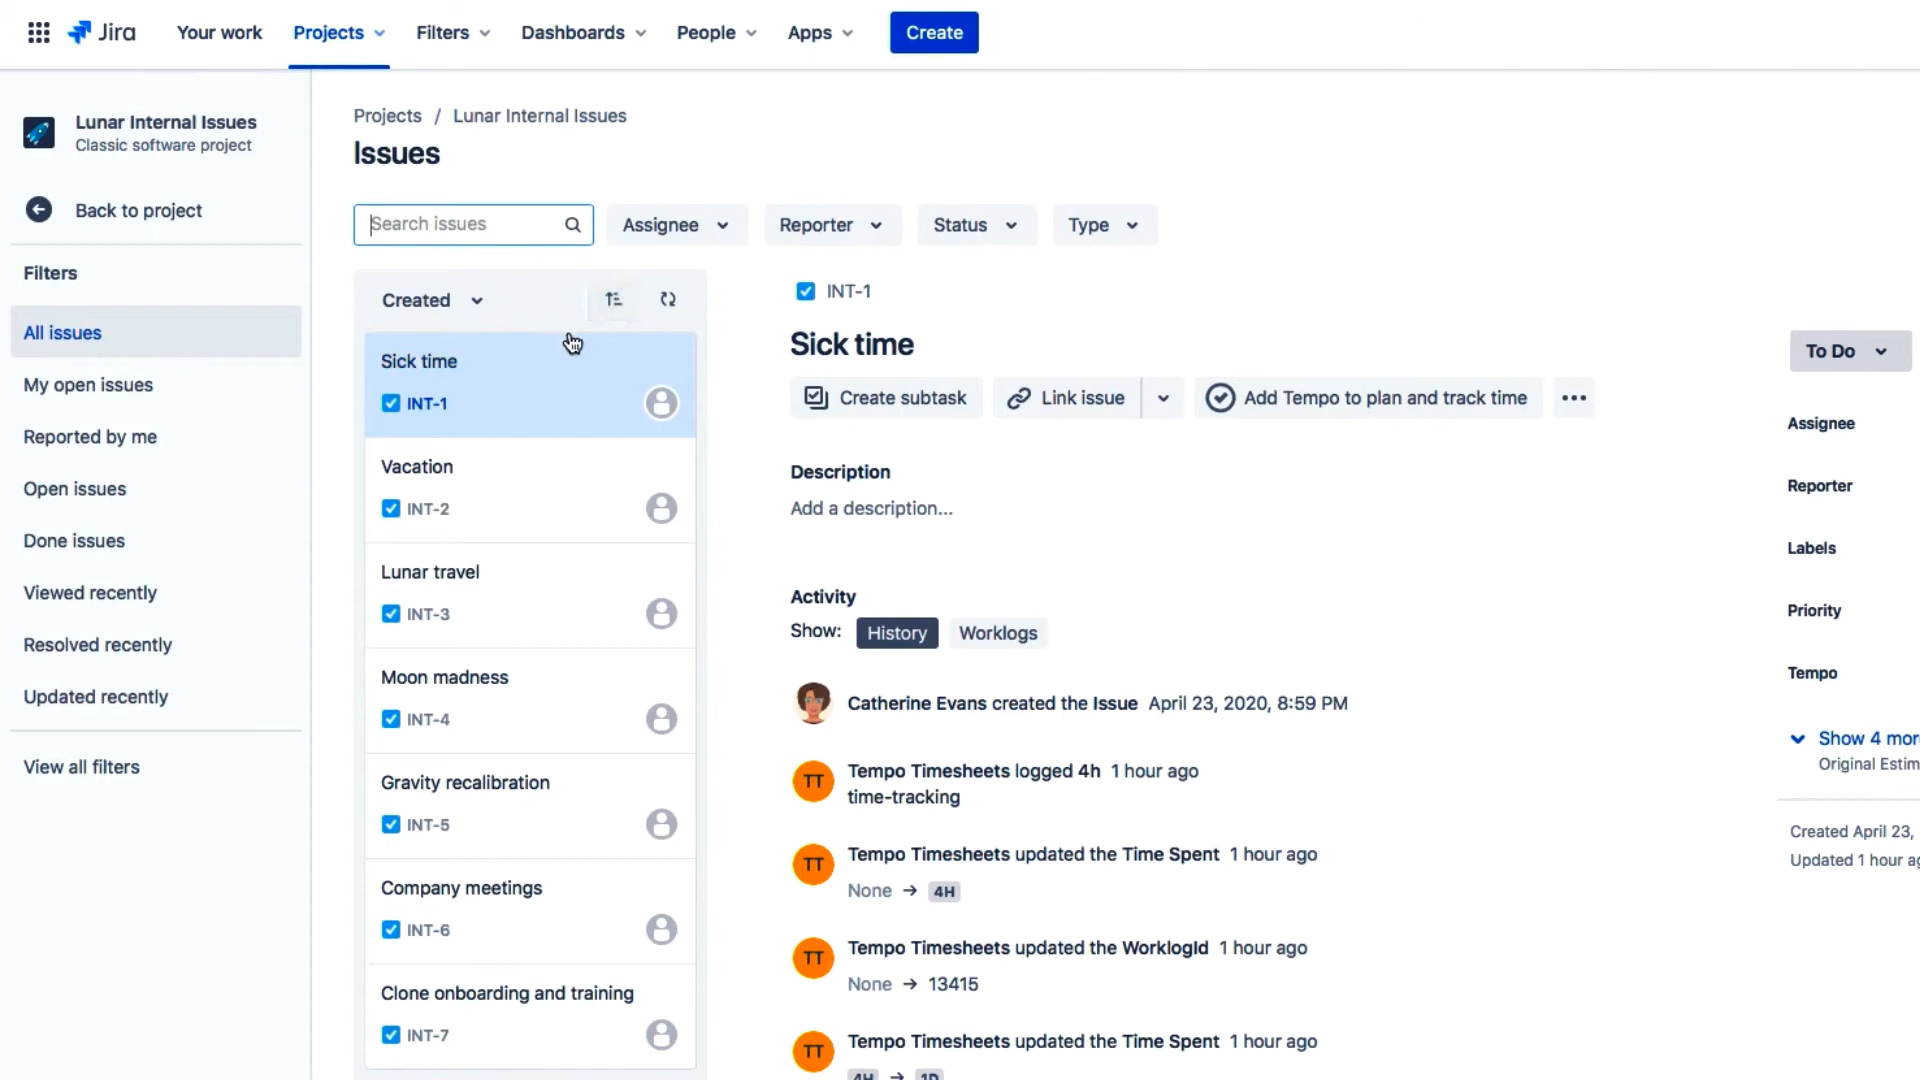 Jira
Your work
Projects
Filters
Dashboards
People
Apps
Create
Lunar Internal Issues
Classic software project
Back to project
Filters
All issues
My open issues
Reported by me
Open issues
Done issues
Viewed recently
Resolved recently
Updated recently
View all filters
Projects / Lunar Internal Issues
Issues
Search issues
Assignee
Reporter
Status
Type
Created
Sick time
INT-1
Vacation
INT-2
Lunar travel
INT-3
Moon madness
INT-4
Gravity recalibration
INT-5
Company meetings
INT-6
Clone onboarding and training
INT-7
INT-1
Sick time
Create subtask
Link issue
Add Tempo to plan and track time
Description
Add a description...
Activity
Show: History Worklogs
Catherine Evans created the Issue April 23, 2020, 8:59 PM
TT Tempo Timesheets logged 4h 1 hour ago
time-tracking
TT Tempo Timesheets updated the Time Spent 1 hour ago
None → 4H
TT Tempo Timesheets updated the WorklogId 1 hour ago
None → 13415
TT Tempo Timesheets updated the Time Spent 1 hour ago
4H → 1D
To Do
Assignee
Reporter
Labels
Priority
Tempo
Show 4 mor
Original Estim
Created April 23,
Updated 1 hour ag